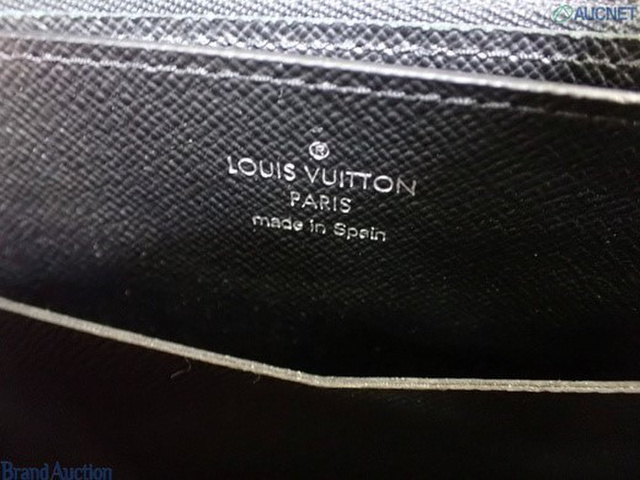 AUCNET
®
LOUIS VUITTON
PARIS
made in Spain
Brand Auction